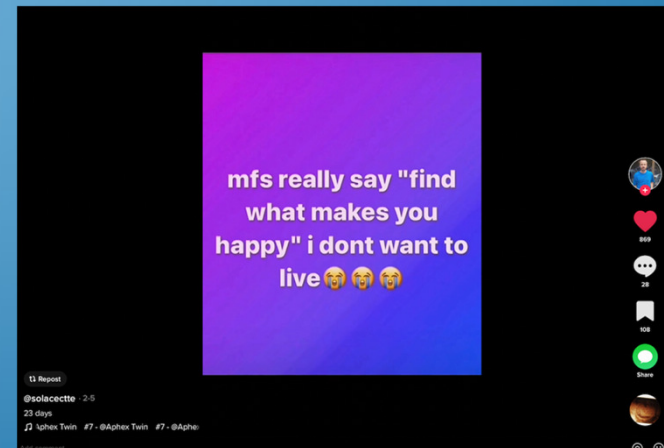 mfs really say "find
what makes you
happy" i dont want to
live😭😭😭
869
28
108
Share
Repost
@solacectte · 2-5
23 days
Aphex Twin #7 - @Aphex Twin #7 - @Aphe